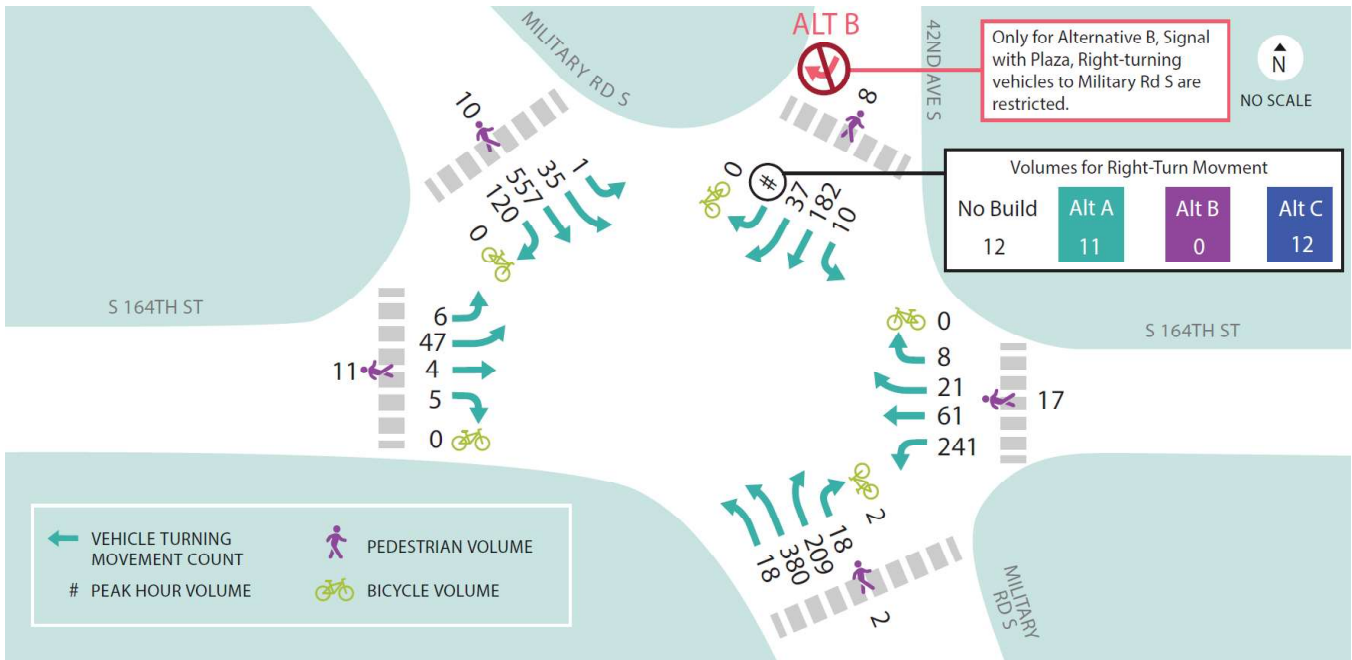 MILITARY RD S
ALT B
42ND AVE S
Only for Alternative B, Signal
with Plaza, Right-turning
vehicles to Military Rd S are
restricted.
N
NO SCALE
10
8
Volumes for Right-Turn Movment
No Build
Alt A
Alt B
Alt C
12
11
0
12
0
120
557
35
1
0
#
37
182
10
S 164TH ST
S 164TH ST
6
47
4
5
0
11
0
8
21
61
241
17
18
380
209
18
2
2
MILITARY
RD S
VEHICLE TURNING
MOVEMENT COUNT
# PEAK HOUR VOLUME
PEDESTRIAN VOLUME
BICYCLE VOLUME